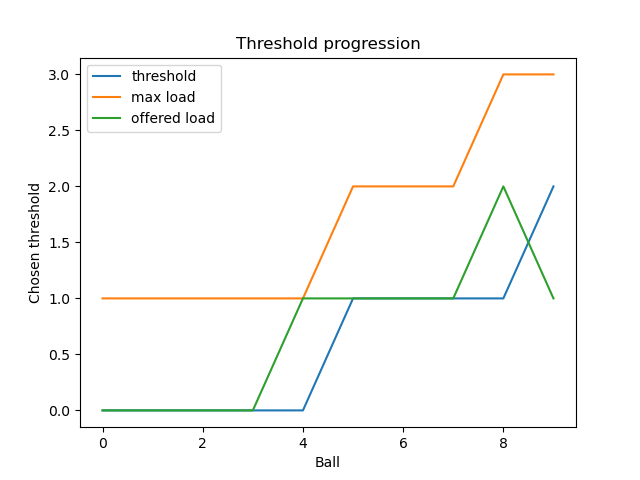 Threshold progression
threshold
max load
offered load
Chosen threshold
3.0
2.5
2.0
1.5
1.0
0.5
0.0
0 2 4 6 8
Ball